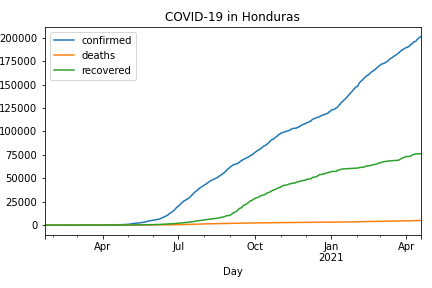 COVID-19 in Honduras
confirmed
deaths
recovered
200000
175000
150000
125000
100000
75000
50000
25000
0
Apr
Jul
Oct
Jan
2021
Apr
Day